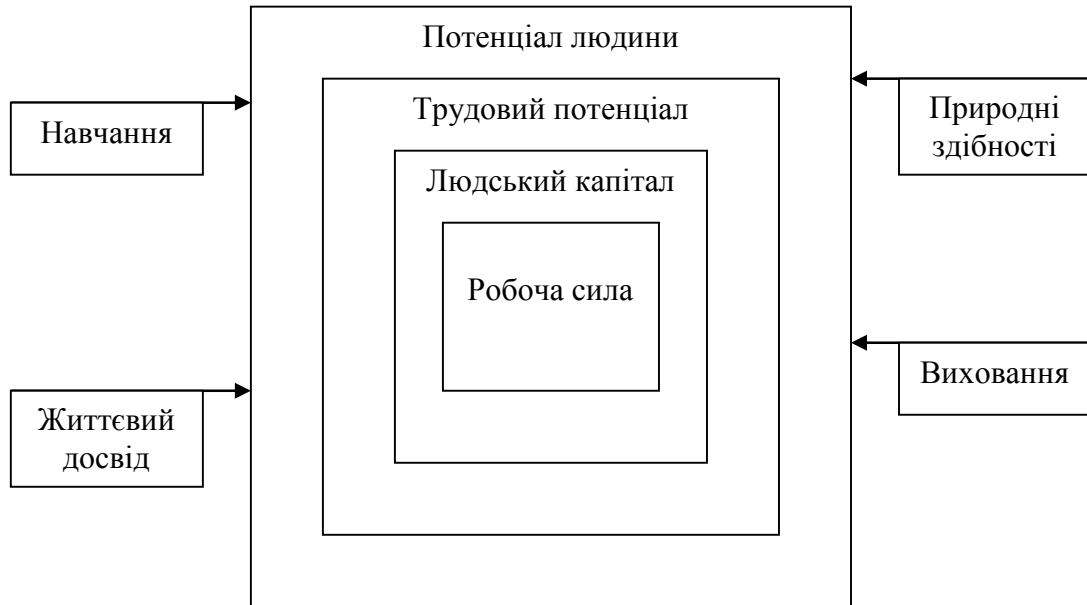 Потенціал людини
Трудовий потенціал
Людський капітал
Робоча сила
Навчання
Життєвий
досвід
Природні
здібності
Виховання